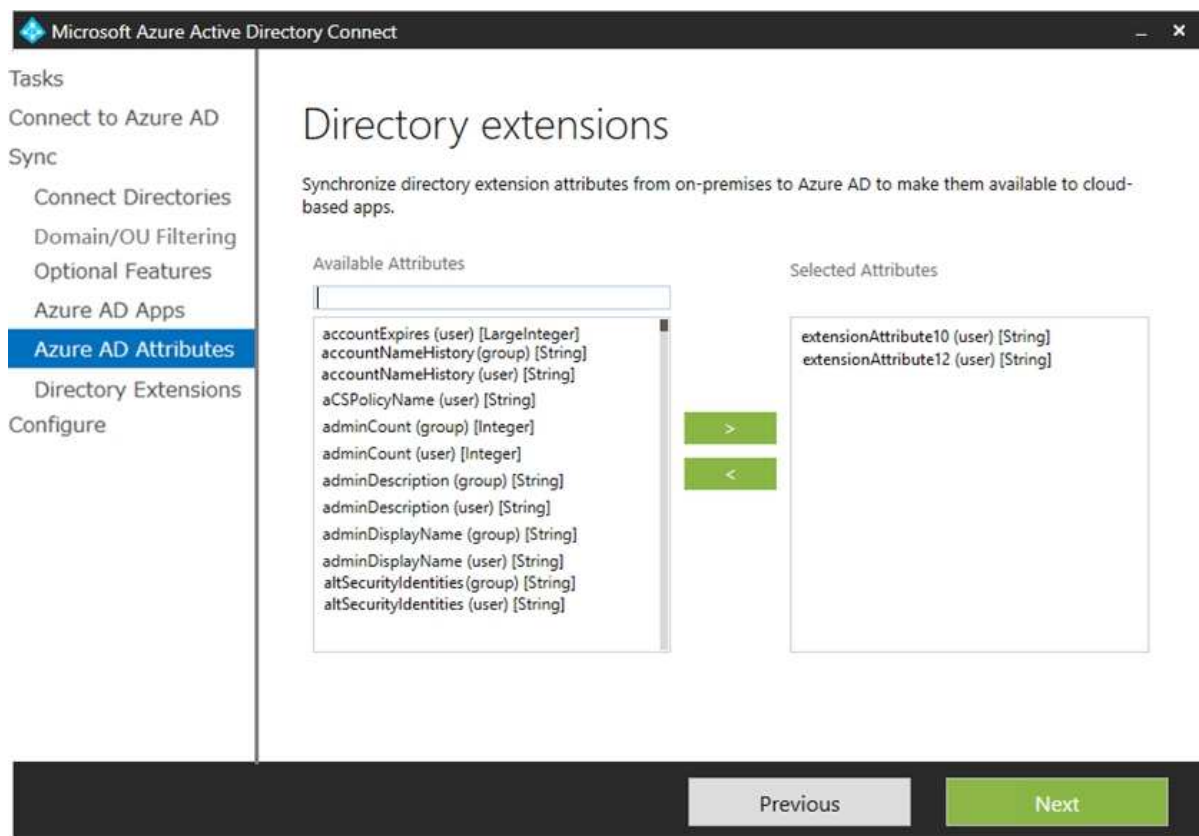 Microsoft Azure Active Directory Connect
Tasks
Connect to Azure AD
Sync
Connect Directories
Domain/OU Filtering
Optional Features
Azure AD Apps
Azure AD Attributes
Directory Extensions
Configure
Directory extensions
Synchronize directory extension attributes from on-premises to Azure AD to make them available to cloud-
based apps.
Available Attributes
accountExpires (user) [LargeInteger]
accountNameHistory (group) [String]
accountNameHistory (user) [String]
aCSPolicyName (user) [String]
adminCount (group) [Integer]
adminCount (user) [Integer]
adminDescription (group) [String]
adminDescription (user) [String]
adminDisplayName (group) [String]
adminDisplayName (user) [String]
altSecurityIdentities (group) [String]
altSecurityIdentities (user) [String]
>
<
Selected Attributes
extensionAttribute10 (user) [String]
extensionAttribute12 (user) [String]
Previous
Next